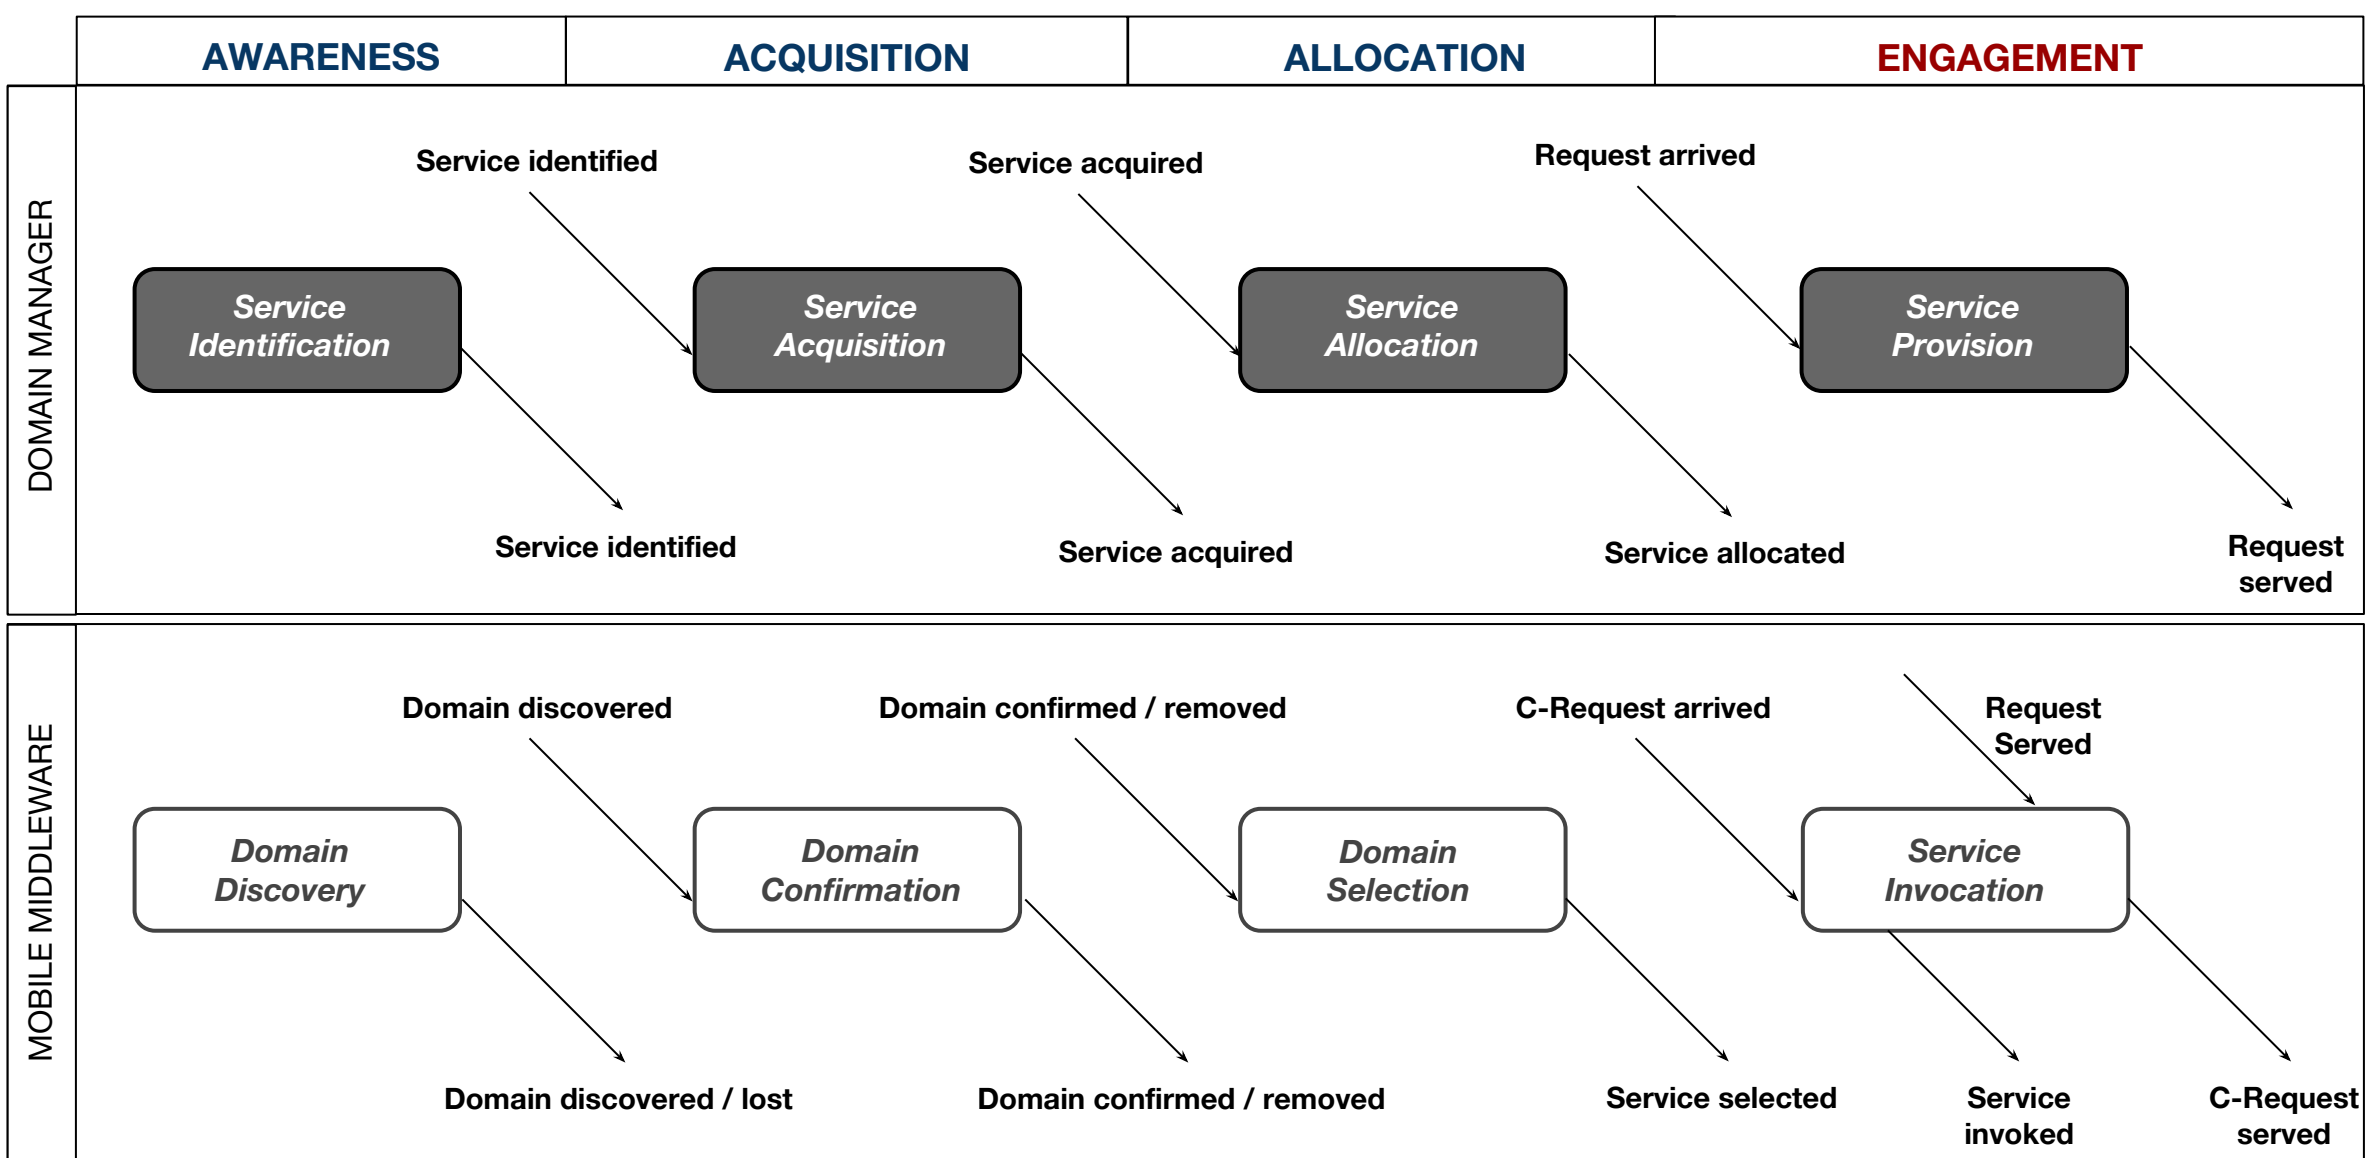 AWARENESS
ACQUISITION
ALLOCATION
ENGAGEMENT
DOMAIN MANAGER
Service identified
Service acquired
Request arrived
Service
Identification
Service
Acquisition
Service
Allocation
Service
Provision
Service identified
Service acquired
Service allocated
Request
served
MOBILE MIDDLEWARE
Domain discovered
Domain confirmed / removed
C-Request arrived
Request
Served
Domain
Discovery
Domain
Confirmation
Domain
Selection
Service
Invocation
Domain discovered / lost
Domain confirmed / removed
Service selected
Service
invoked
C-Request
served